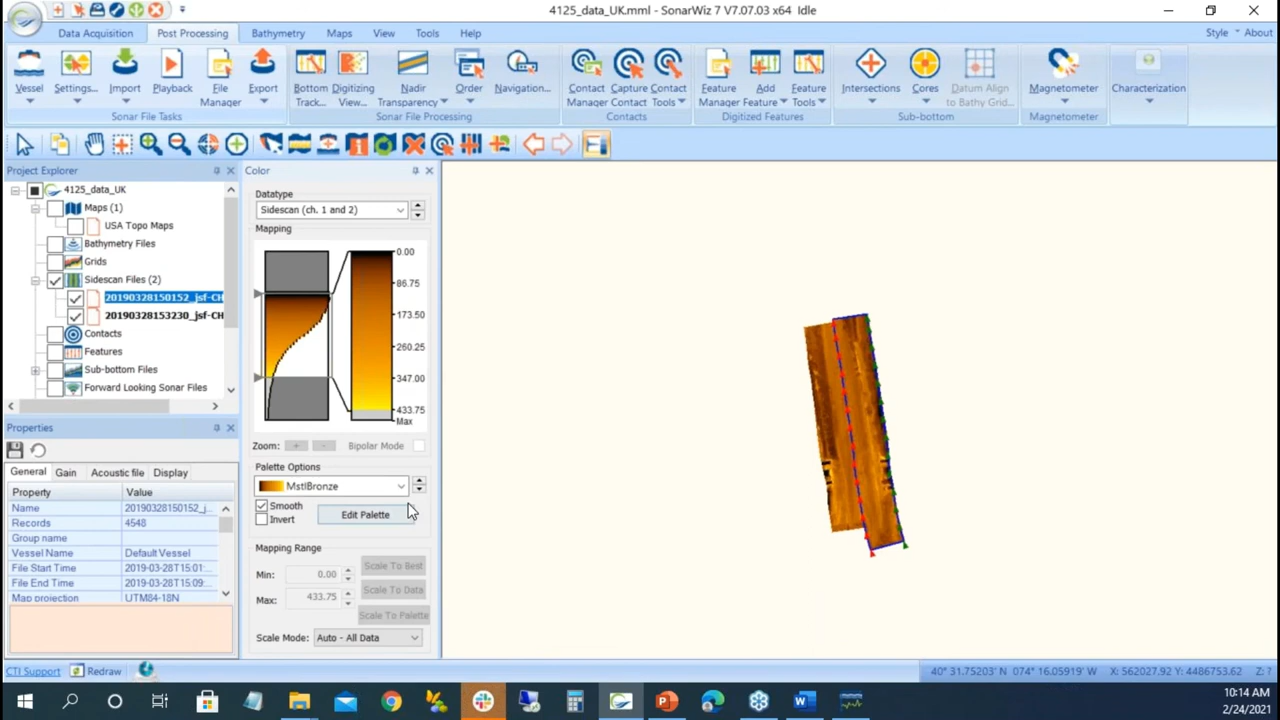 4125_data_UK.mml - SonarWiz 7 V7.07.03 x64 Idle
Data Acquisition Post Processing Bathymetry Maps View Tools Help Style About
Vessel Settings... Import Playback File Manager Export Bottom Track... Digitizing View... Nadir Transparency Order Navigation... Contact Manager Capture Contact Contact Tools Feature Manager Add Feature Feature Tools Intersections Cores Datum Align to Bathy Grid... Magnetometer Characterization
Sonar File Tasks Sonar File Processing Contacts Digitized Features Sub-bottom Magnetometer
Project Explorer
4125_data_UK
Maps (1)
USA Topo Maps
Bathymetry Files
Grids
Sidescan Files (2)
20190328150152_jsf-CH
20190328153230_jsf-CH
Contacts
Features
Sub-bottom Files
Forward Looking Sonar Files
Properties
General Gain Acoustic file Display
Property Value
Name 20190328150152_j...
Records 4548
Group name
Vessel Name Default Vessel
File Start Time 2019-03-28T15:01:...
File End Time 2019-03-28T15:09:...
Map projection UTM84-18N
Color
Datatype
Sidescan (ch. 1 and 2)
Mapping
0.00
86.75
173.50
260.25
347.00
433.75
Max
Zoom: + - Bipolar Mode
Palette Options
MstlBronze
Smooth
Invert
Edit Palette
Mapping Range
Min: 0.00
Max: 433.75
Scale To Best
Scale To Data
Scale To Palette
Scale Mode: Auto - All Data
CTI Support Redraw
40° 31.75203' N 074° 16.05919' W X: 562027.92 Y: 4486753.62 Z: ?
10:14 AM
2/24/2021